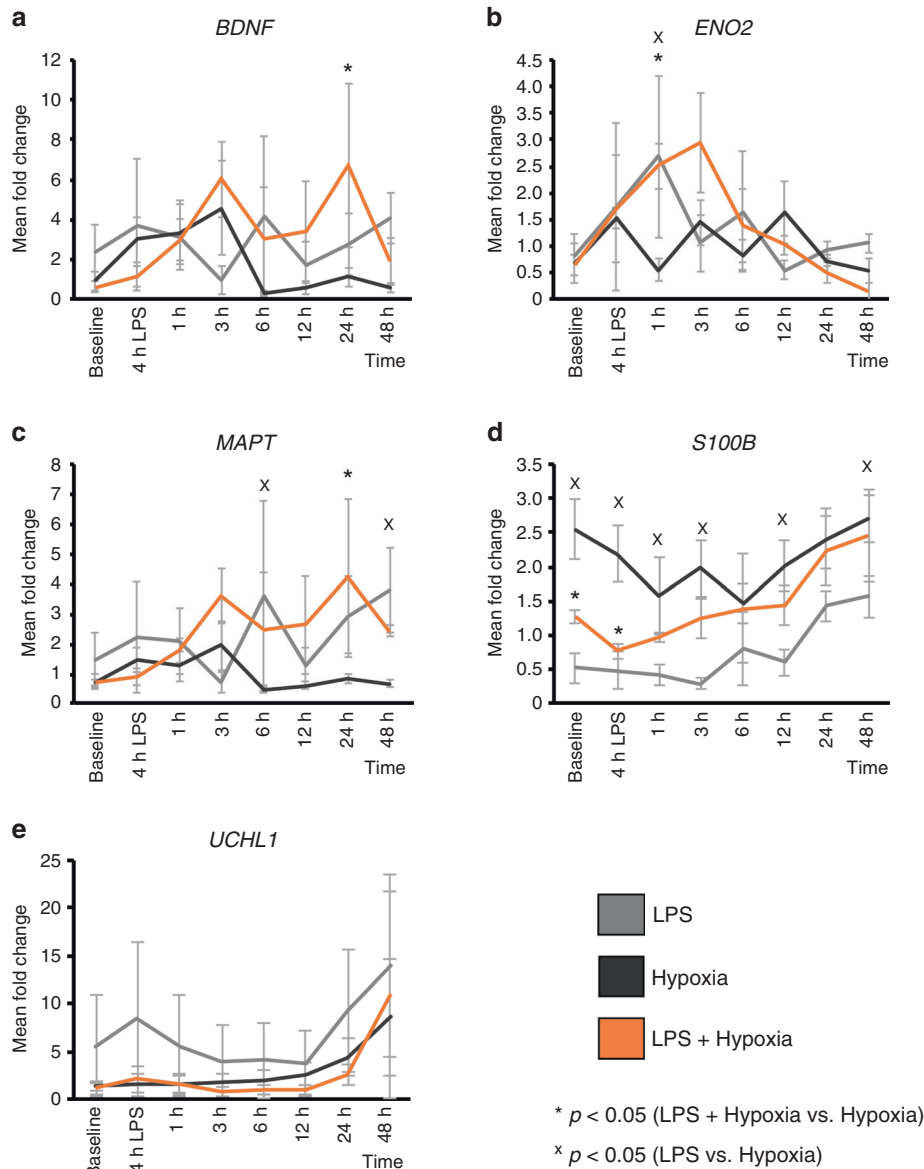 a
BDNF
Mean fold change
12
10
8
6
4
2
0
*
Baseline
4 h LPS
1 h
3 h
6 h
12 h
24 h
48 h
Time
b
ENO2
Mean fold change
4.5
4.0
3.5
3.0
2.5
2.0
1.5
1.0
0.5
0
x
*
Baseline
4 h LPS
1 h
3 h
6 h
12 h
24 h
48 h
Time
c
MAPT
Mean fold change
8
7
6
5
4
3
2
1
0
x
*
x
Baseline
4 h LPS
1 h
3 h
6 h
12 h
24 h
48 h
Time
d
S100B
Mean fold change
3.5
3.0
2.5
2.0
1.5
1.0
0.5
0
x
x
x
x
x
x
*
*
Baseline
4 h LPS
1 h
3 h
6 h
12 h
24 h
48 h
Time
e
UCHL1
Mean fold change
25
20
15
10
5
0
Baseline
4 h LPS
1 h
3 h
6 h
12 h
24 h
48 h
Time
LPS
Hypoxia
LPS + Hypoxia
* p < 0.05 (LPS + Hypoxia vs. Hypoxia)
x p < 0.05 (LPS vs. Hypoxia)